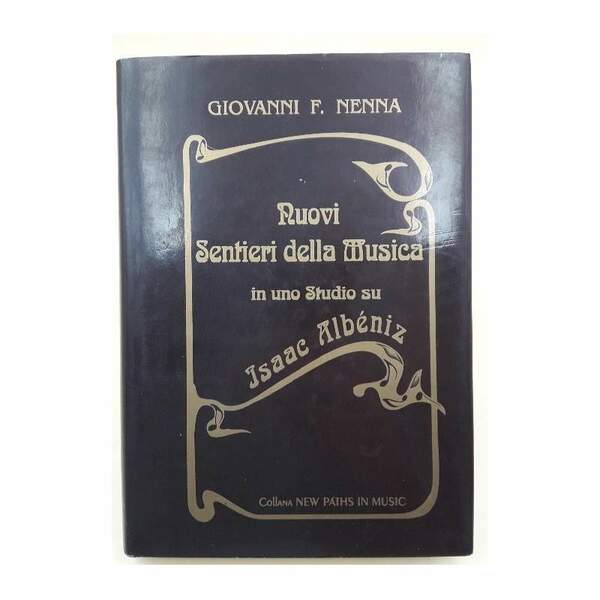 GIOVANNI F. NENNA
Nuovi
Sentieri della Musica
in uno Studio su
Isaac Albéniz
Collana NEW PATHS IN MUSIC